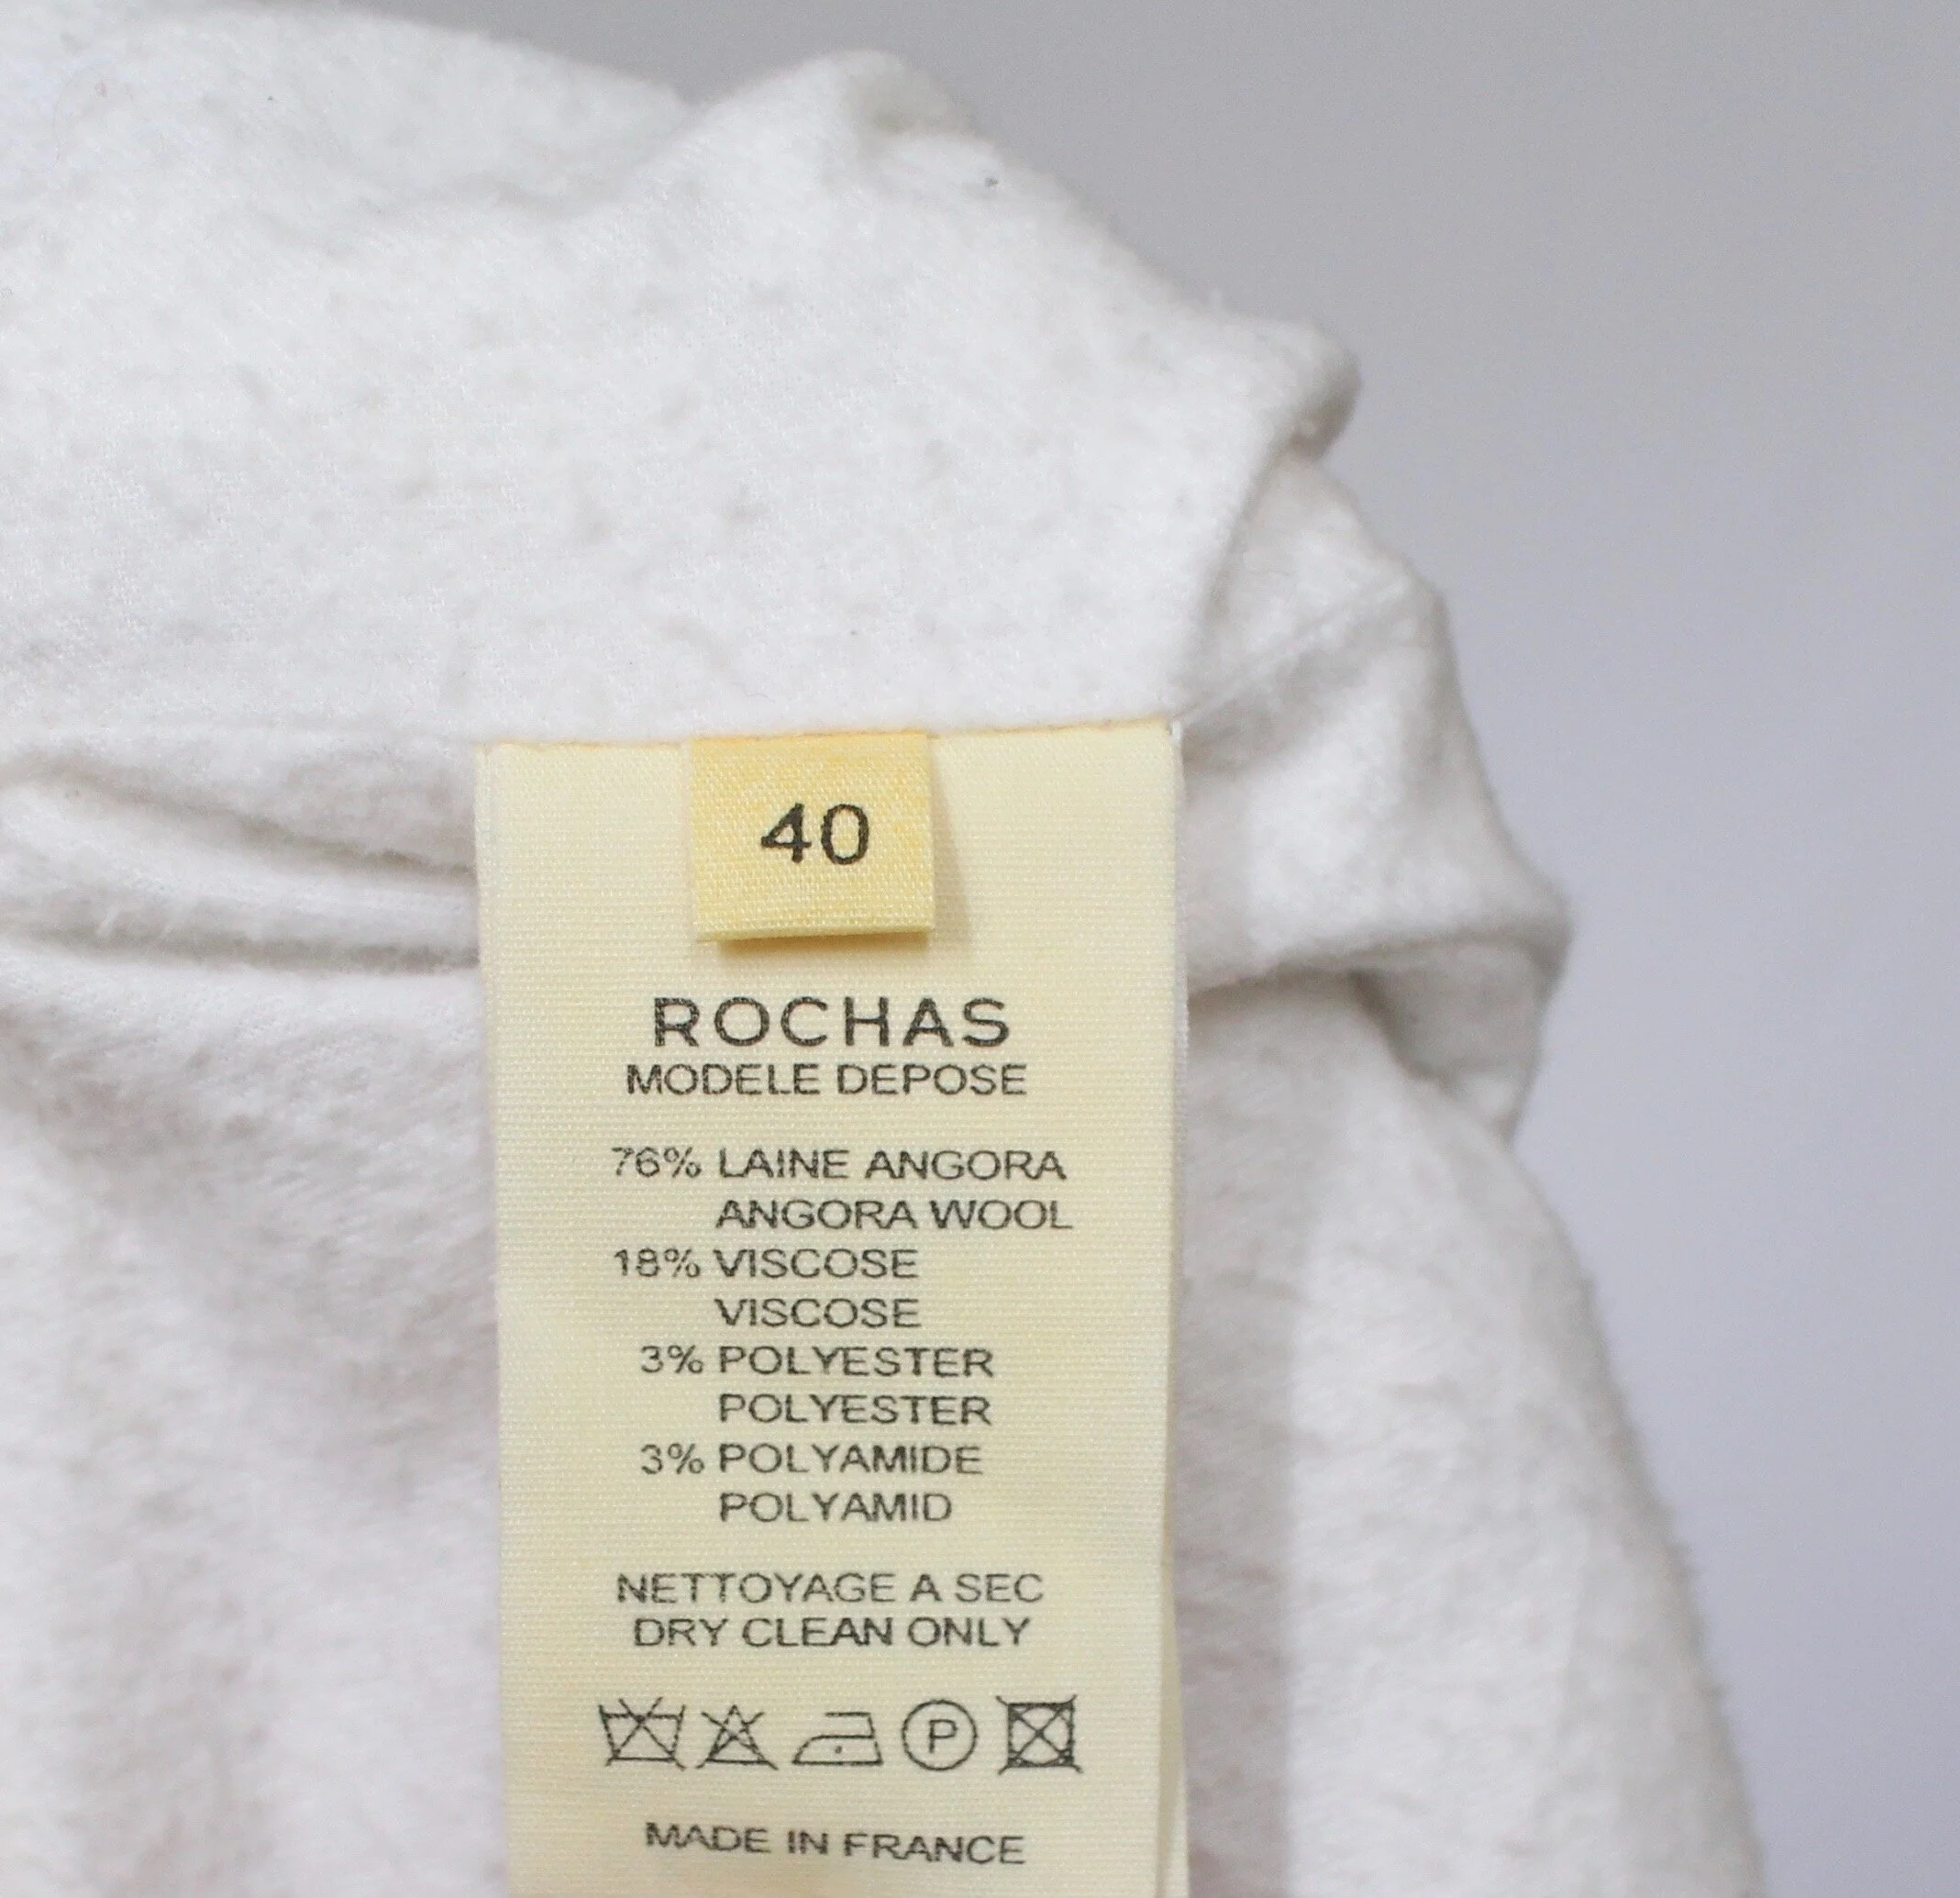 40
ROCHAS
MODELE DEPOSE
76% LAINE ANGORA
ANGORA WOOL
18% VISCOSE
VISCOSE
3% POLYESTER
POLYESTER
3% POLYAMIDE
POLYAMID
NETTOYAGE A SEC
DRY CLEAN ONLY
P
MADE IN FRANCE